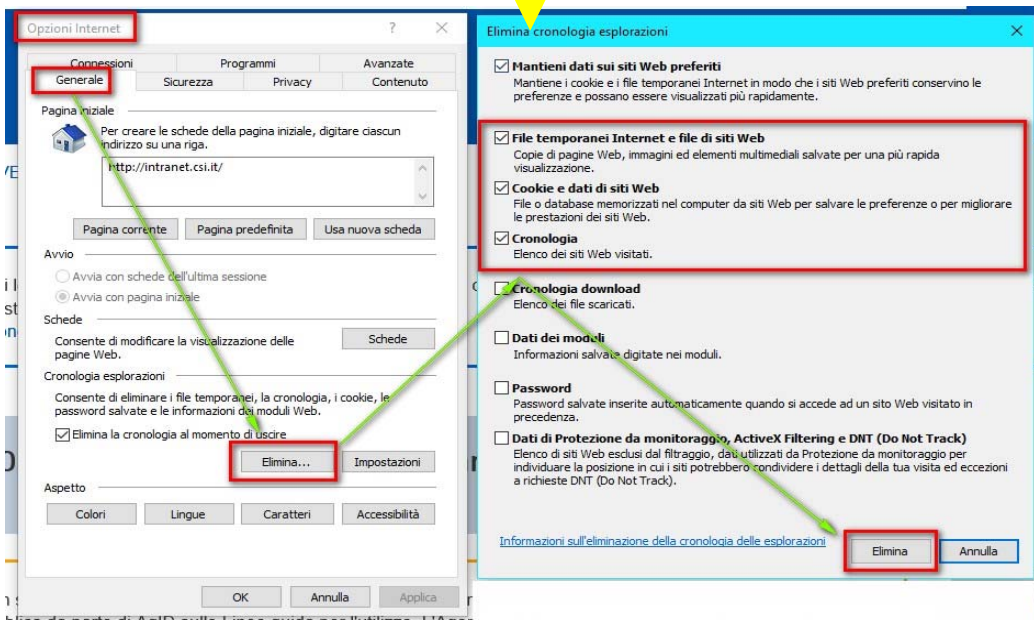 Opzioni Internet
Connessioni Programmi Avanzate
Generale Sicurezza Privacy Contenuto
Pagina iniziale
Per creare le schede della pagina iniziale, digitare ciascun
indirizzo su una riga.
http://intranet.csi.it/
Pagina corrente Pagina predefinita Usa nuova scheda
Avvio
Avvia con schede dell'ultima sessione
Avvia con pagina iniziale
Schede
Consente di modificare la visualizzazione delle
pagine Web.
Schede
Cronologia esplorazioni
Consente di eliminare i file temporanei, la cronologia, i cookie, le
password salvate e le informazioni dei moduli Web.
Elimina la cronologia al momento di uscire
Elimina... Impostazioni
Aspetto
Colori Lingue Caratteri Accessibilità
OK Annulla Applica
Elimina cronologia esplorazioni
Mantieni dati sui siti Web preferiti
Mantiene i cookie e i file temporanei Internet in modo che i siti Web preferiti conservino le
preferenze e possano essere visualizzati più rapidamente.
File temporanei Internet e file di siti Web
Copie di pagine Web, immagini ed elementi multimediali salvate per una più rapida
visualizzazione.
Cookie e dati di siti Web
File o database memorizzati nel computer da siti Web per salvare le preferenze o per migliorare
le prestazioni dei siti Web.
Cronologia
Elenco dei siti Web visitati.
Cronologia download
Elenco dei file scaricati.
Dati dei moduli
Informazioni salvate digitate nei moduli.
Password
Password salvate inserite automaticamente quando si accede ad un sito Web visitato in
precedenza.
Dati di Protezione da monitoraggio, ActiveX Filtering e DNT (Do Not Track)
Elenco di siti Web esclusi dal filtraggio, dati utilizzati da Protezione da monitoraggio per
individuare la posizione in cui i siti potrebbero condividere i dettagli della tua visita ed eccezioni
a richieste DNT (Do Not Track).
Informazioni sull'eliminazione della cronologia delle esplorazioni
Elimina Annulla